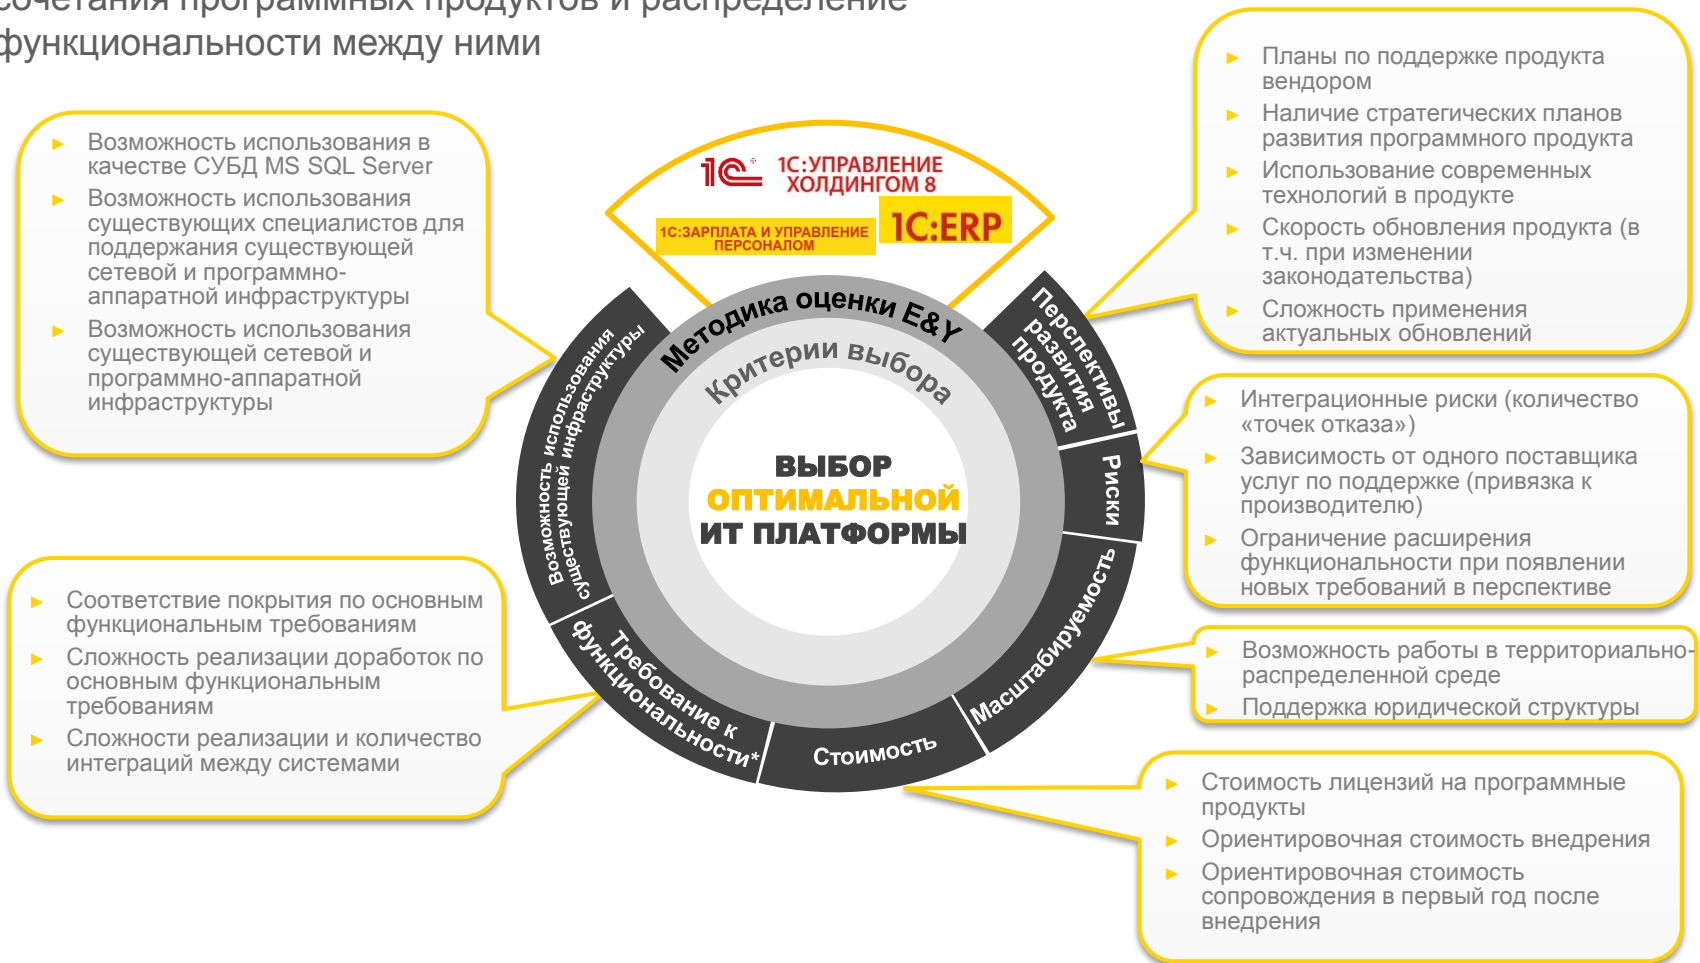 сочетания программных продуктов и распределение
функциональности между ними
► Возможность использования в
качестве СУБД MS SQL Server
► Возможность использования
существующих специалистов для
поддержания существующей
сетевой и программно-
аппаратной инфраструктуры
► Возможность использования
существующей сетевой и
программно-аппаратной
инфраструктуры
► Соответствие покрытия по основным
функциональным требованиям
► Сложность реализации доработок по
основным функциональным
требованиям
► Сложности реализации и количество
интеграций между системами
1С
1С:УПРАВЛЕНИЕ
ХОЛДИНГОМ 8
1С:ЗАРПЛАТА И УПРАВЛЕНИЕ
ПЕРСОНАЛОМ
1С:ERP
Методика оценки E&Y
Критерии выбора
ВЫБОР
ОПТИМАЛЬНОЙ
ИТ ПЛАТФОРМЫ
Возможность использования
существующей инфраструктуры
Требование к
функциональности*
Стоимость
Масштабируемость
Риски
Перспективы
развития
продукта
► Планы по поддержке продукта
вендором
► Наличие стратегических планов
развития программного продукта
► Использование современных
технологий в продукте
► Скорость обновления продукта (в
т.ч. при изменении
законодательства)
► Сложность применения
актуальных обновлений
► Интеграционные риски (количество
«точек отказа»)
► Зависимость от одного поставщика
услуг по поддержке (привязка к
производителю)
► Ограничение расширения
функциональности при появлении
новых требований в перспективе
► Возможность работы в территориально-
распределенной среде
► Поддержка юридической структуры
► Стоимость лицензий на программные
продукты
► Ориентировочная стоимость внедрения
► Ориентировочная стоимость
сопровождения в первый год после
внедрения